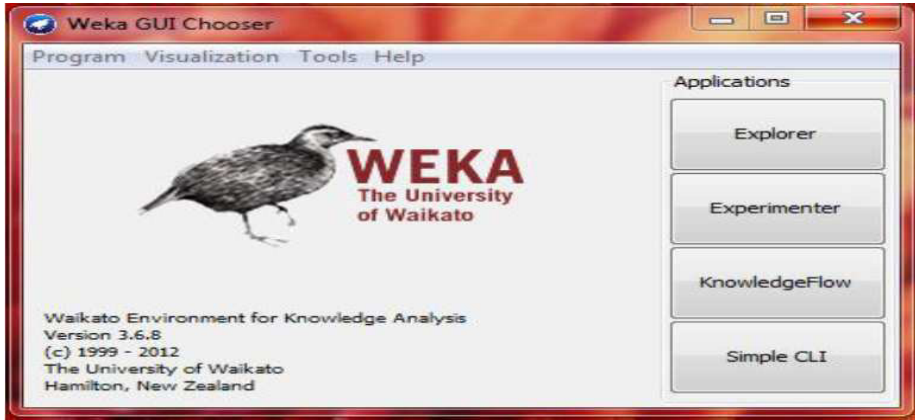 Weka GUI Chooser
Program Visualization Tools Help
Applications
Explorer
Experimenter
KnowledgeFlow
Simple CLI
WEKA
The University
of Waikato
Waikato Environment for Knowledge Analysis
Version 3.6.8
(c) 1999 - 2012
The University of Waikato
Hamilton, New Zealand